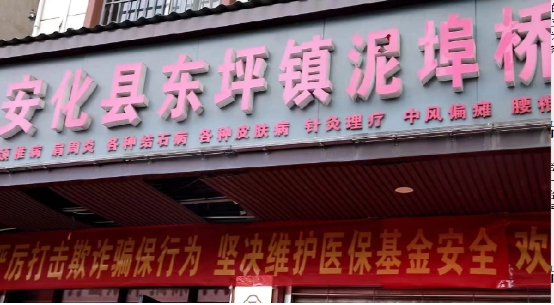 安化县东坪镇泥埠桥
颈椎病 肩周炎 各种结石病 各种皮肤病 针灸理疗 中风偏瘫 腰椎
严厉打击欺诈骗保行为 坚决维护医保基金安全 欢